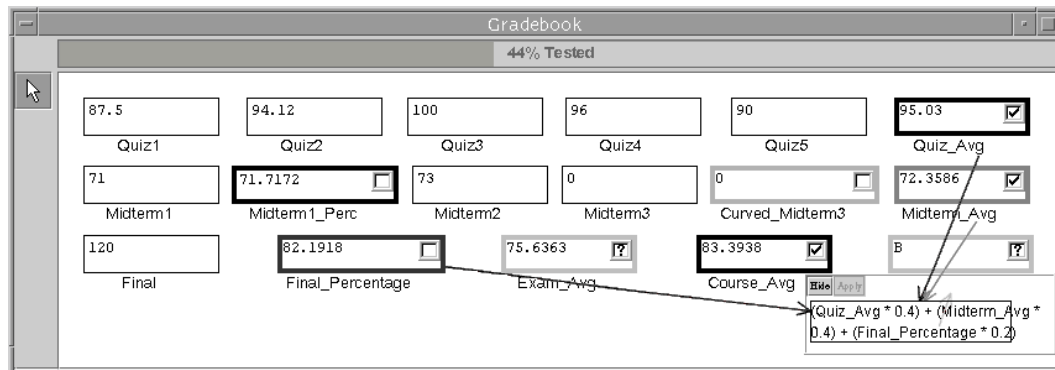 Gradebook
44% Tested
87.5 94.12 100 96 90 95.03
Quiz1 Quiz2 Quiz3 Quiz4 Quiz5 Quiz_Avg
71 71.7172 73 0 0 72.3586
Midterm1 Midterm1_Perc Midterm2 Midterm3 Curved_Midterm3 Midterm_Avg
120 82.1918 75.6363 ? 83.3938 B ?
Final Final_Percentage Exam_Avg Course_Avg
Hide Apply
(Quiz_Avg * 0.4) + (Midterm_Avg *
0.4) + (Final_Percentage * 0.2)